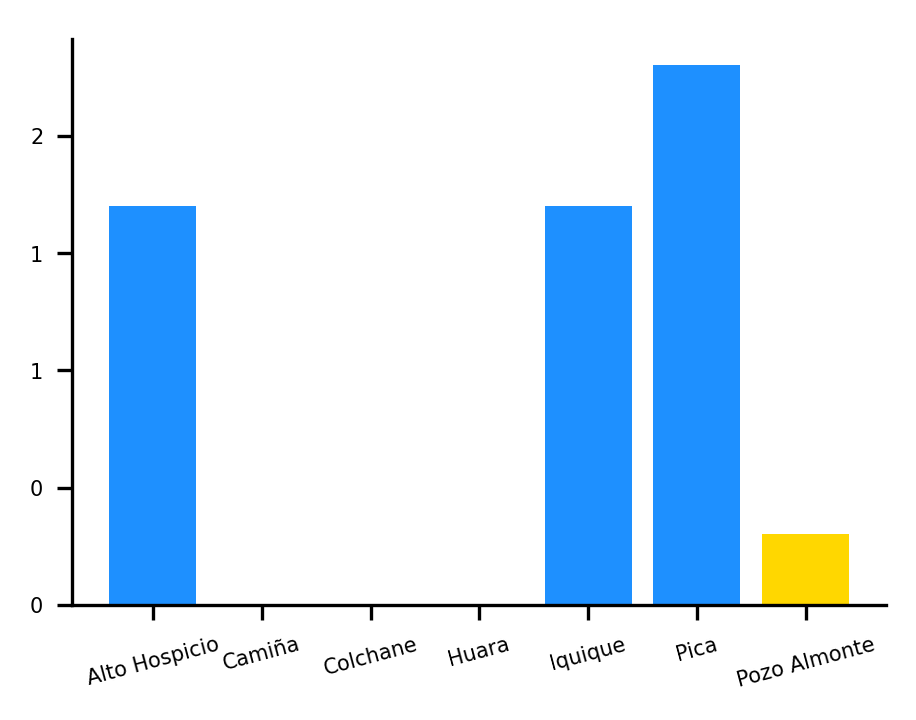 2
1
1
0
0
Alto Hospicio
Camiña
Colchane
Huara
Iquique
Pica
Pozo Almonte